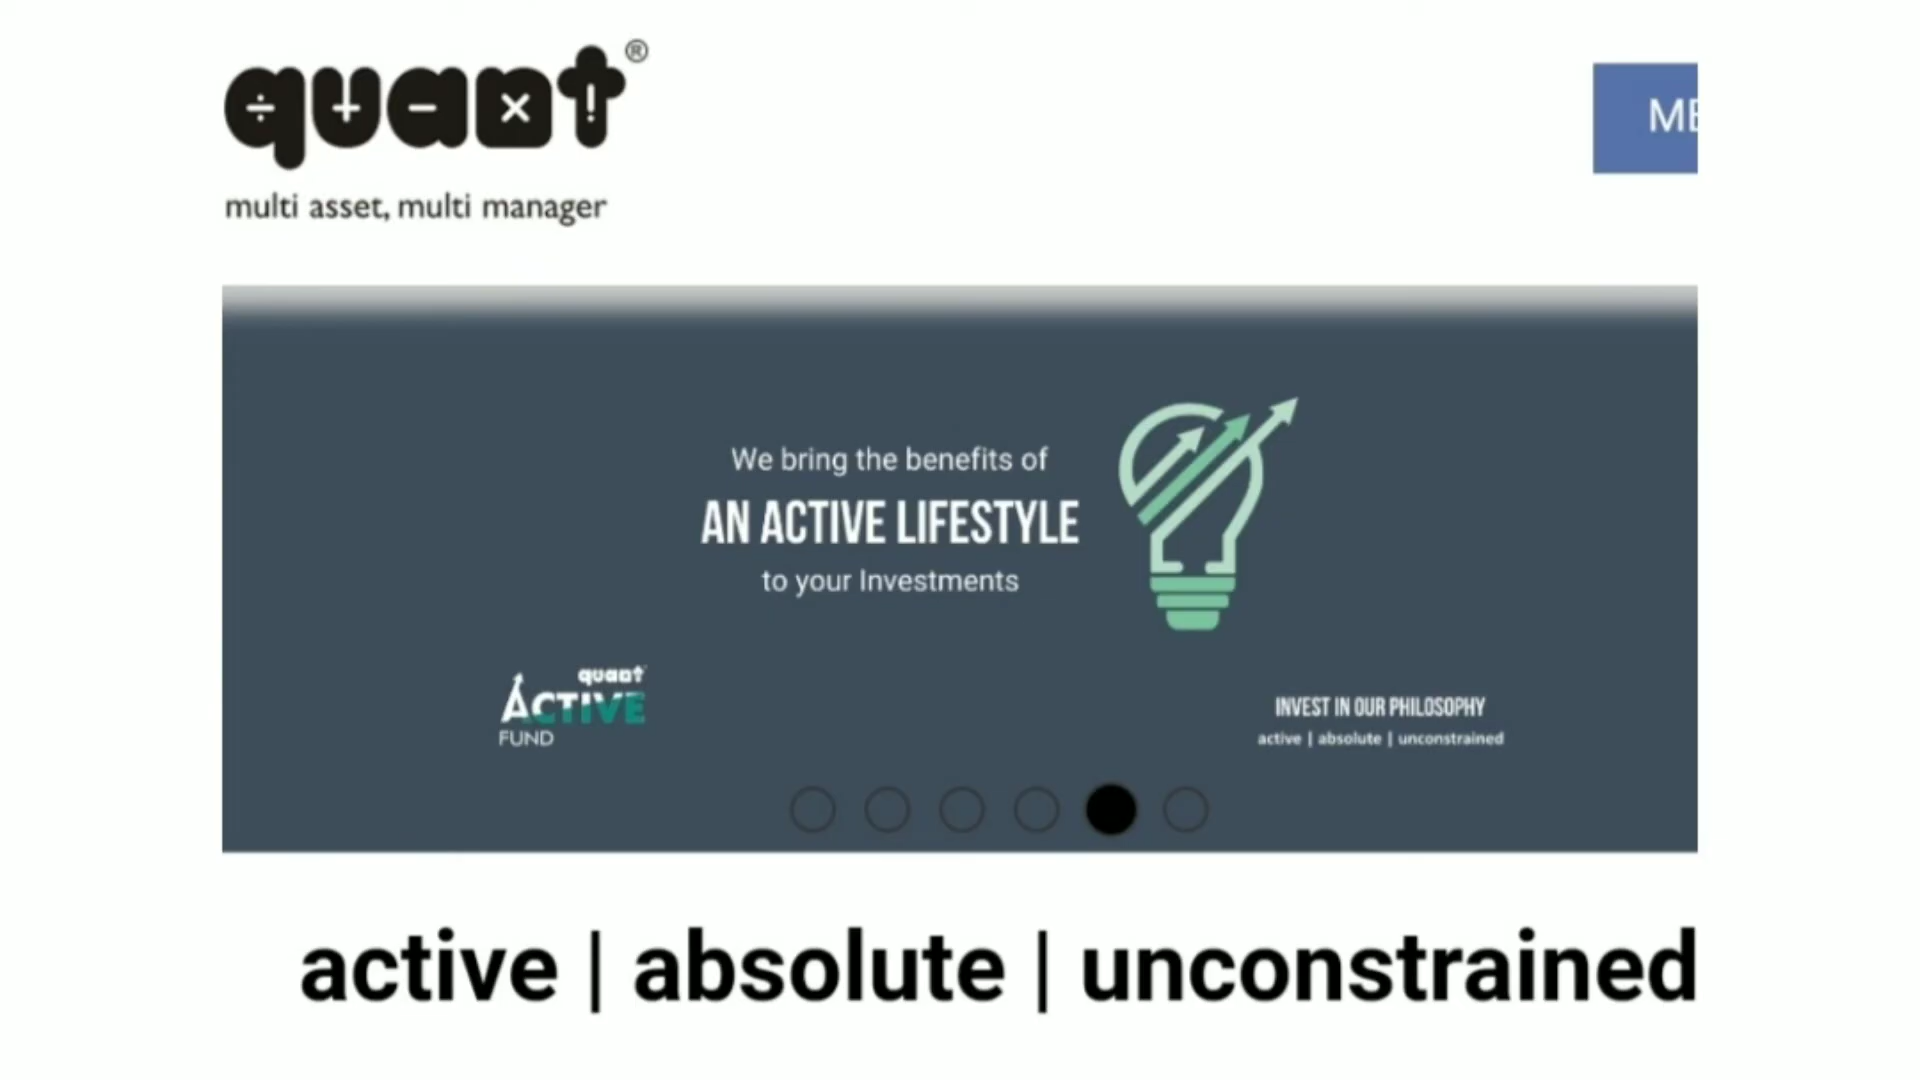 quant®
multi asset, multi manager
ME
We bring the benefits of
AN ACTIVE LIFESTYLE
to your Investments
quant
ACTIVE
FUND
INVEST IN OUR PHILOSOPHY
active | absolute | unconstrained
active | absolute | unconstrained